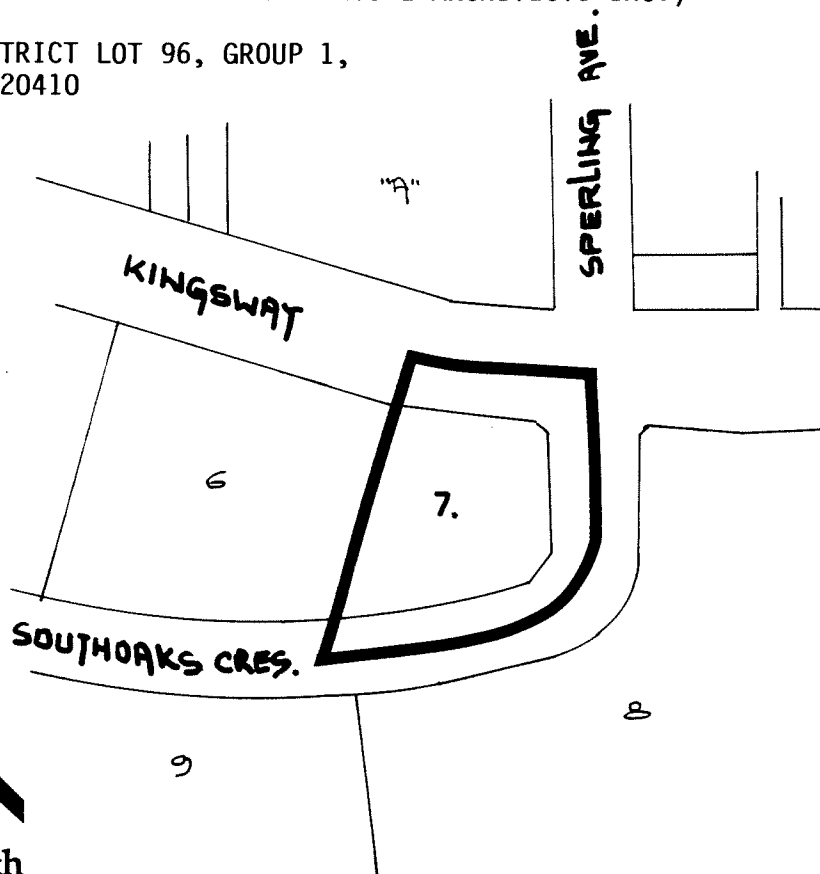 TRICT LOT 96, GROUP 1,
20410
SPERLING AVE.
"A"
KINGSWAY
6
7.
SOUTHOAKS CRES.
8
9